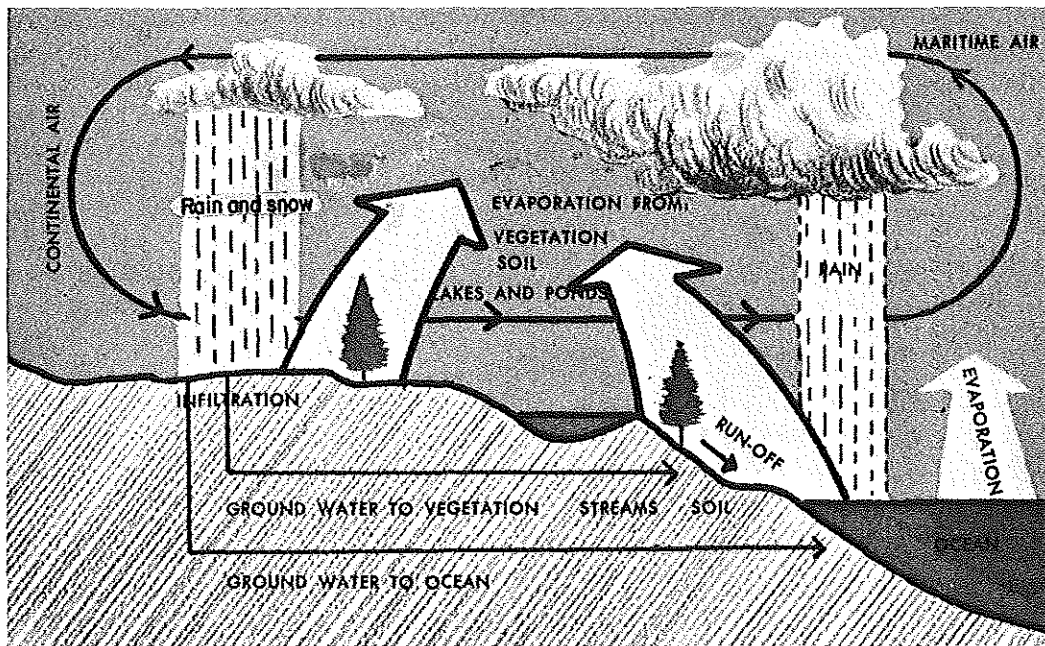 MARITIME AIR
CONTINENTAL AIR
Rain and snow
EVAPORATION FROM:
VEGETATION
SOIL
LAKES AND PONDS
RAIN
EVAPORATION
INFILTRATION
RUN-OFF
GROUND WATER TO VEGETATION STREAMS SOIL
OCEAN
GROUND WATER TO OCEAN